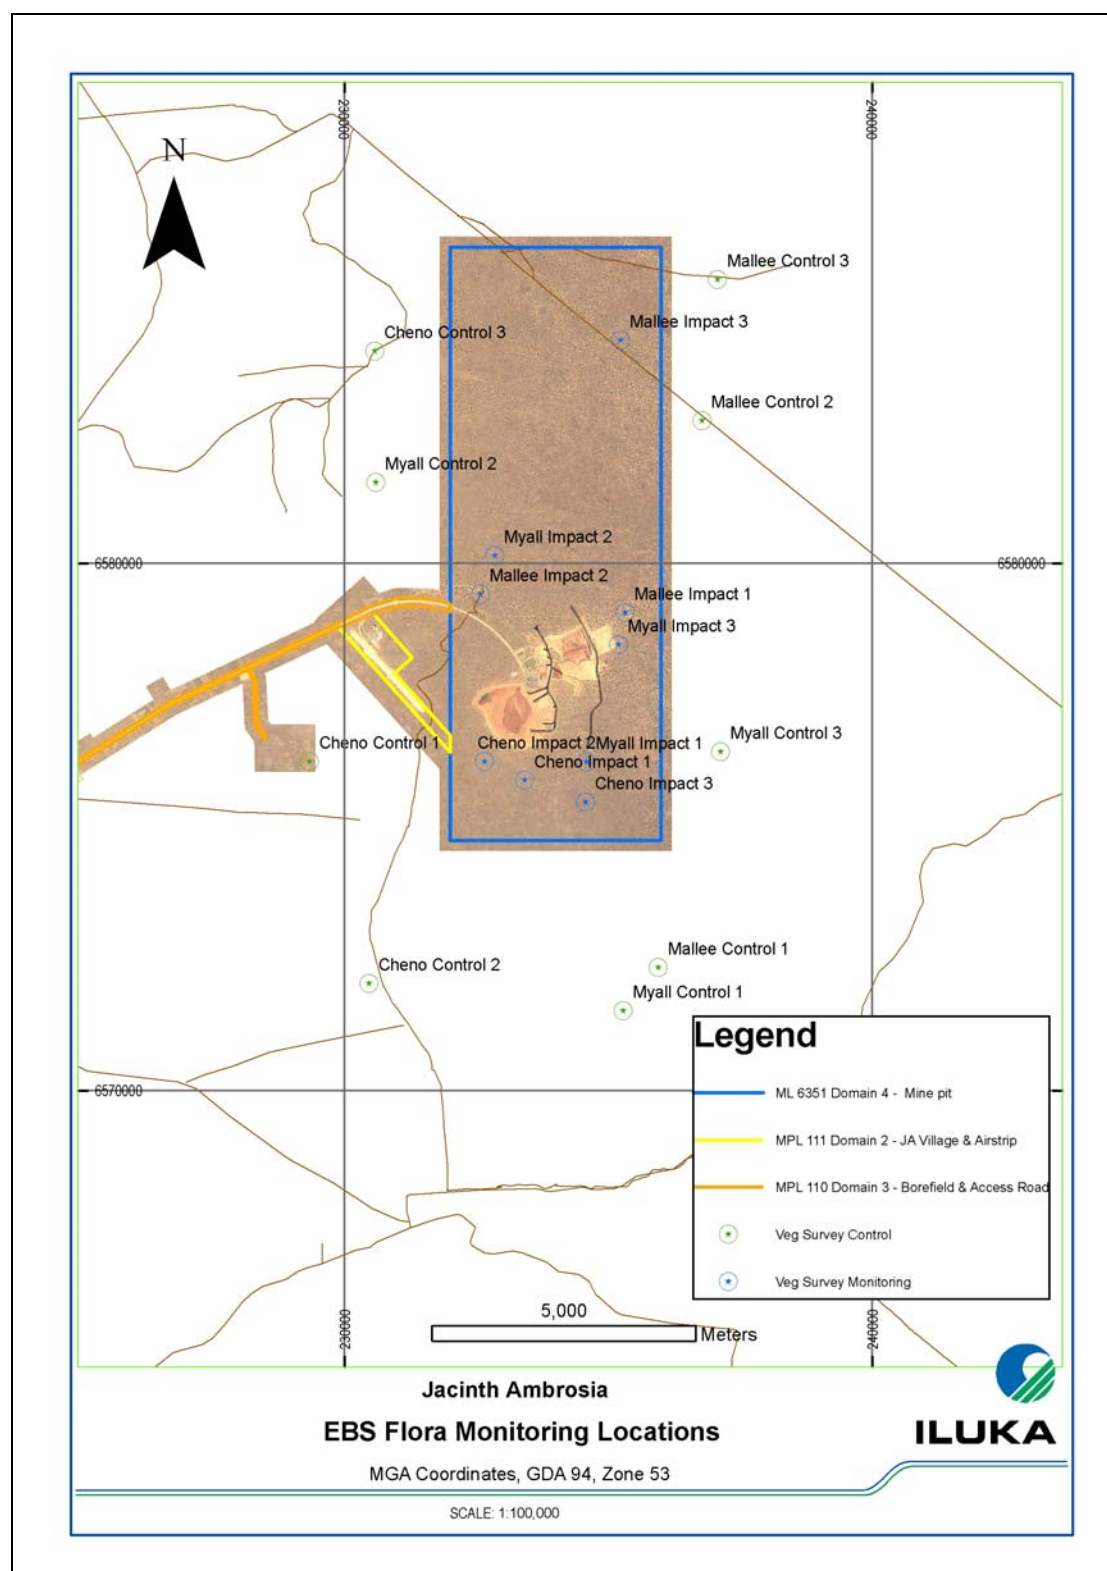 230000
240000
N
Mallee Control 3
Mallee Impact 3
Cheno Control 3
Mallee Control 2
Myall Control 2
Myall Impact 2
6580000
6580000
Mallee Impact 2
Mallee Impact 1
Myall Impact 3
Cheno Control 1
Cheno Impact 2
Myall Impact 1
Myall Control 3
Cheno Impact 1
Cheno Impact 3
Mallee Control 1
Cheno Control 2
Myall Control 1
Legend
6570000
ML 6351 Domain 4 - Mine pit
MPL 111 Domain 2 - JA Village & Airstrip
MPL 110 Domain 3 - Borefield & Access Road
Veg Survey Control
Veg Survey Monitoring
5,000
Meters
230000
240000
Jacinth Ambrosia
EBS Flora Monitoring Locations
ILUKA
MGA Coordinates, GDA 94, Zone 53
SCALE: 1:100,000